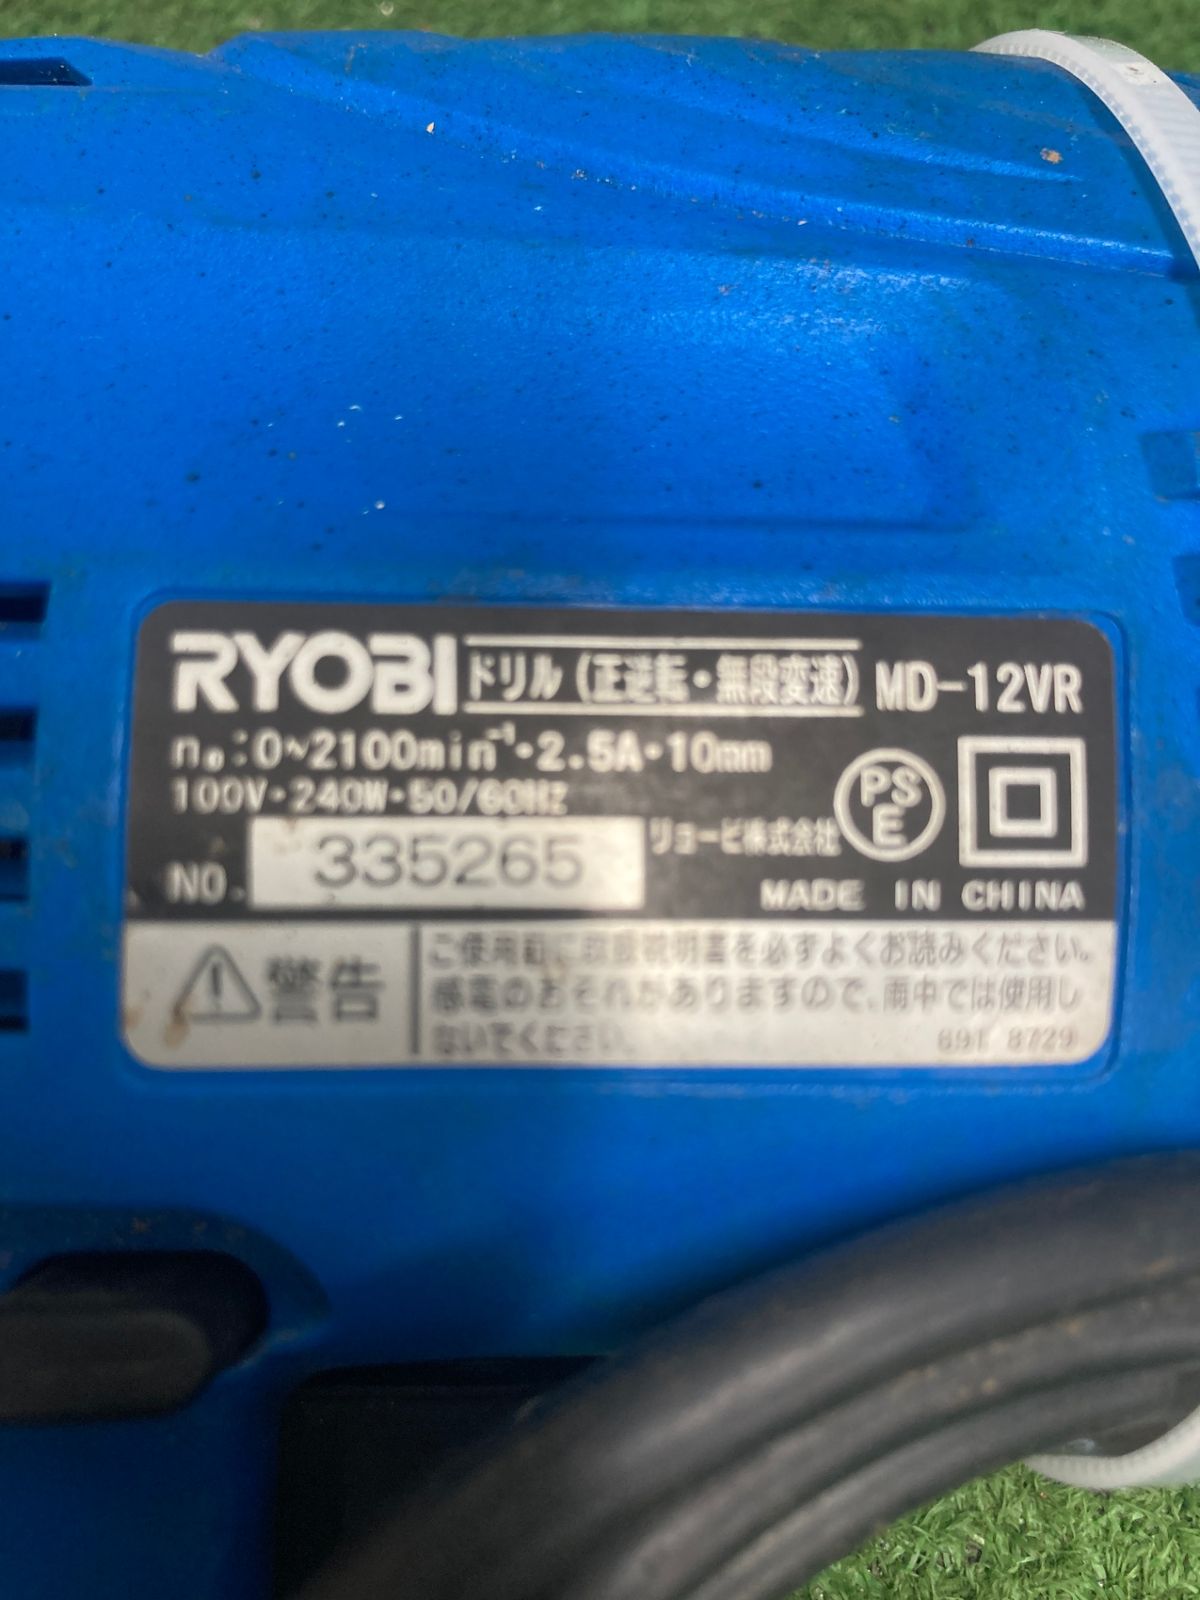 RYOBI ドリル (正逆転・無段変速) MD-12VR
n₀:0~2100min⁻¹・2.5A・10mm
100V・240W・50/60Hz
NO. 335265
リョービ株式会社
PS
E
MADE IN CHINA
警告
ご使用前に取扱説明書を必ずよくお読みください。
感電のおそれがありますので、雨中では使用し
ないでください。
691 8729